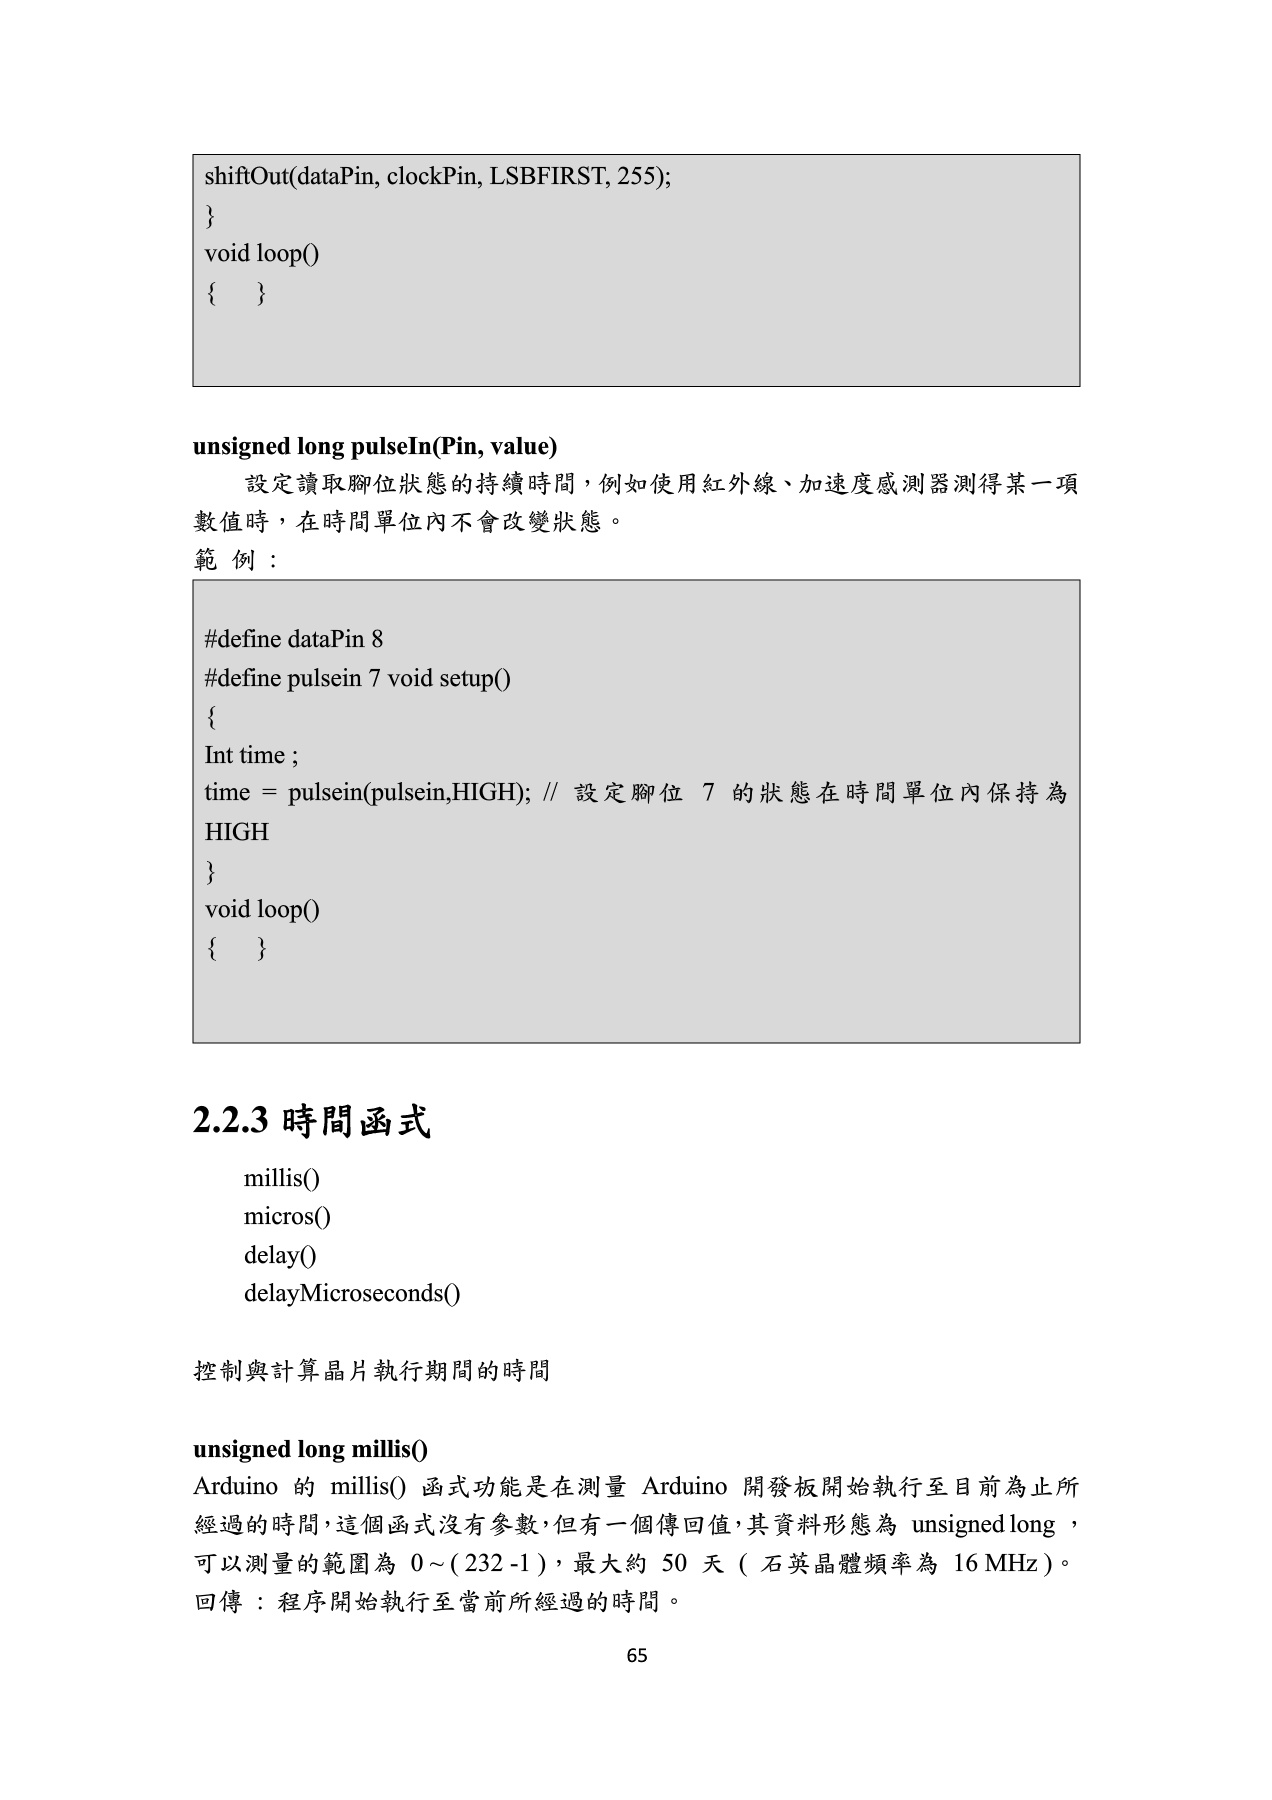 shiftOut(dataPin, clockPin, LSBFIRST, 255);
}
void loop()
{ }
unsigned long pulseIn(Pin, value)
設定讀取腳位狀態的持續時間，例如使用紅外線、加速度感測器測得某一項
數值時，在時間單位內不會改變狀態。
範 例 :
#define dataPin 8
#define pulsein 7 void setup()
{
Int time ;
time = pulsein(pulsein,HIGH); // 設定腳位 7 的狀態在時間單位內保持為
HIGH
}
void loop()
{ }
2.2.3 時間函式
millis()
micros()
delay()
delayMicroseconds()
控制與計算晶片執行期間的時間
unsigned long millis()
Arduino 的 millis() 函式功能是在測量 Arduino 開發板開始執行至目前為止所
經過的時間，這個函式沒有參數，但有一個傳回值，其資料形態為 unsigned long ，
可以測量的範圍為 0 ~ ( 232 -1 )，最大約 50 天 ( 石英晶體頻率為 16 MHz )。
回傳 : 程序開始執行至當前所經過的時間。
65